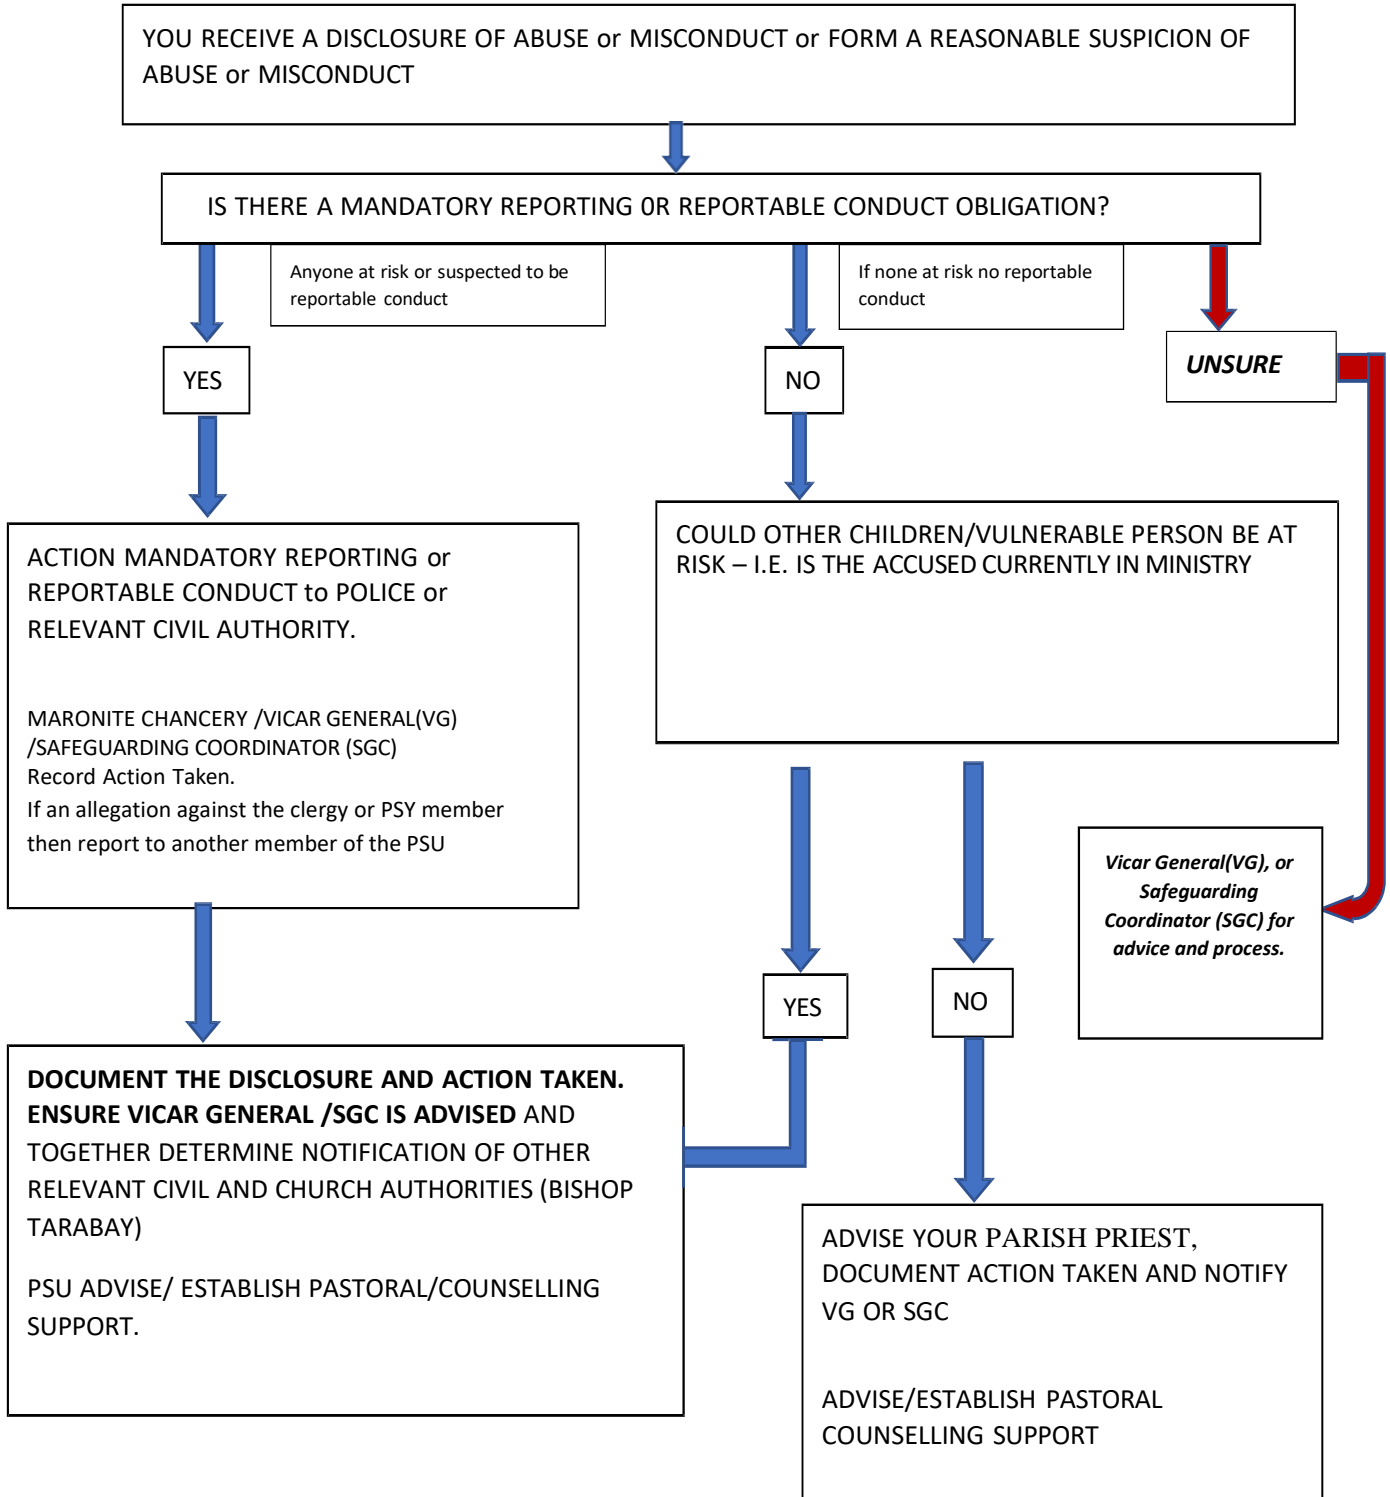 YOU RECEIVE A DISCLOSURE OF ABUSE or MISCONDUCT or FORM A REASONABLE SUSPICION OF
ABUSE or MISCONDUCT
IS THERE A MANDATORY REPORTING 0R REPORTABLE CONDUCT OBLIGATION?
Anyone at risk or suspected to be
reportable conduct
If none at risk no reportable
conduct
YES
NO
UNSURE
ACTION MANDATORY REPORTING or
REPORTABLE CONDUCT to POLICE or
RELEVANT CIVIL AUTHORITY.
MARONITE CHANCERY /VICAR GENERAL(VG)
/SAFEGUARDING COORDINATOR (SGC)
Record Action Taken.
If an allegation against the clergy or PSY member
then report to another member of the PSU
COULD OTHER CHILDREN/VULNERABLE PERSON BE AT
RISK – I.E. IS THE ACCUSED CURRENTLY IN MINISTRY
Vicar General(VG), or
Safeguarding
Coordinator (SGC) for
advice and process.
YES
NO
DOCUMENT THE DISCLOSURE AND ACTION TAKEN.
ENSURE VICAR GENERAL /SGC IS ADVISED AND
TOGETHER DETERMINE NOTIFICATION OF OTHER
RELEVANT CIVIL AND CHURCH AUTHORITIES (BISHOP
TARABAY)
PSU ADVISE/ ESTABLISH PASTORAL/COUNSELLING
SUPPORT.
ADVISE YOUR PARISH PRIEST,
DOCUMENT ACTION TAKEN AND NOTIFY
VG OR SGC
ADVISE/ESTABLISH PASTORAL
COUNSELLING SUPPORT